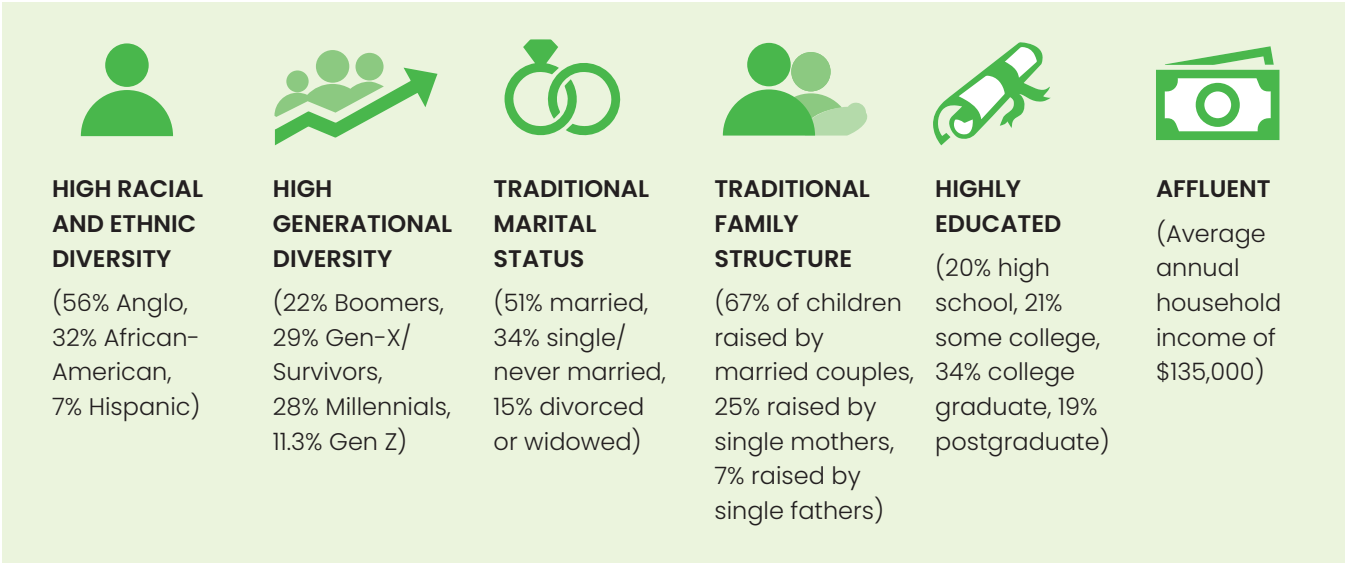 HIGH RACIAL
AND ETHNIC
DIVERSITY
(56% Anglo,
32% African-
American,
7% Hispanic)
HIGH
GENERATIONAL
DIVERSITY
(22% Boomers,
29% Gen-X/
Survivors,
28% Millennials,
11.3% Gen Z)
TRADITIONAL
MARITAL
STATUS
(51% married,
34% single/
never married,
15% divorced
or widowed)
TRADITIONAL
FAMILY
STRUCTURE
(67% of children
raised by
married couples,
25% raised by
single mothers,
7% raised by
single fathers)
HIGHLY
EDUCATED
(20% high
school, 21%
some college,
34% college
graduate, 19%
postgraduate)
AFFLUENT
(Average
annual
household
income of
$135,000)